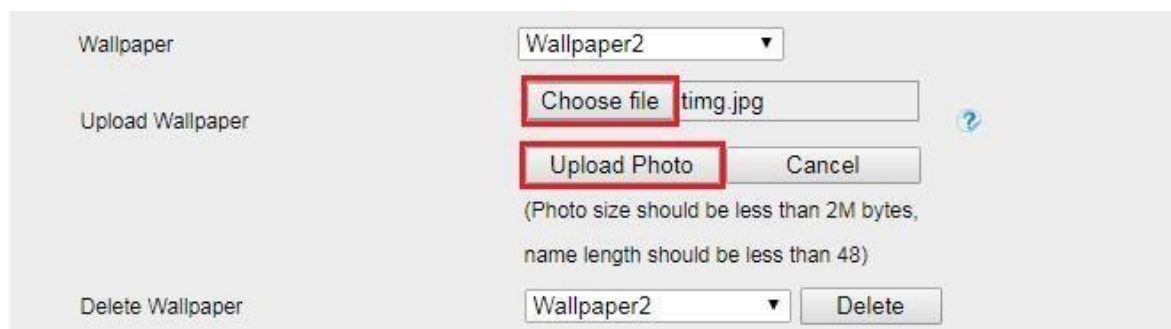 Wallpaper Wallpaper2
Upload Wallpaper Choose file timg.jpg
Upload Photo Cancel
(Photo size should be less than 2M bytes,
name length should be less than 48)
Delete Wallpaper Wallpaper2 Delete